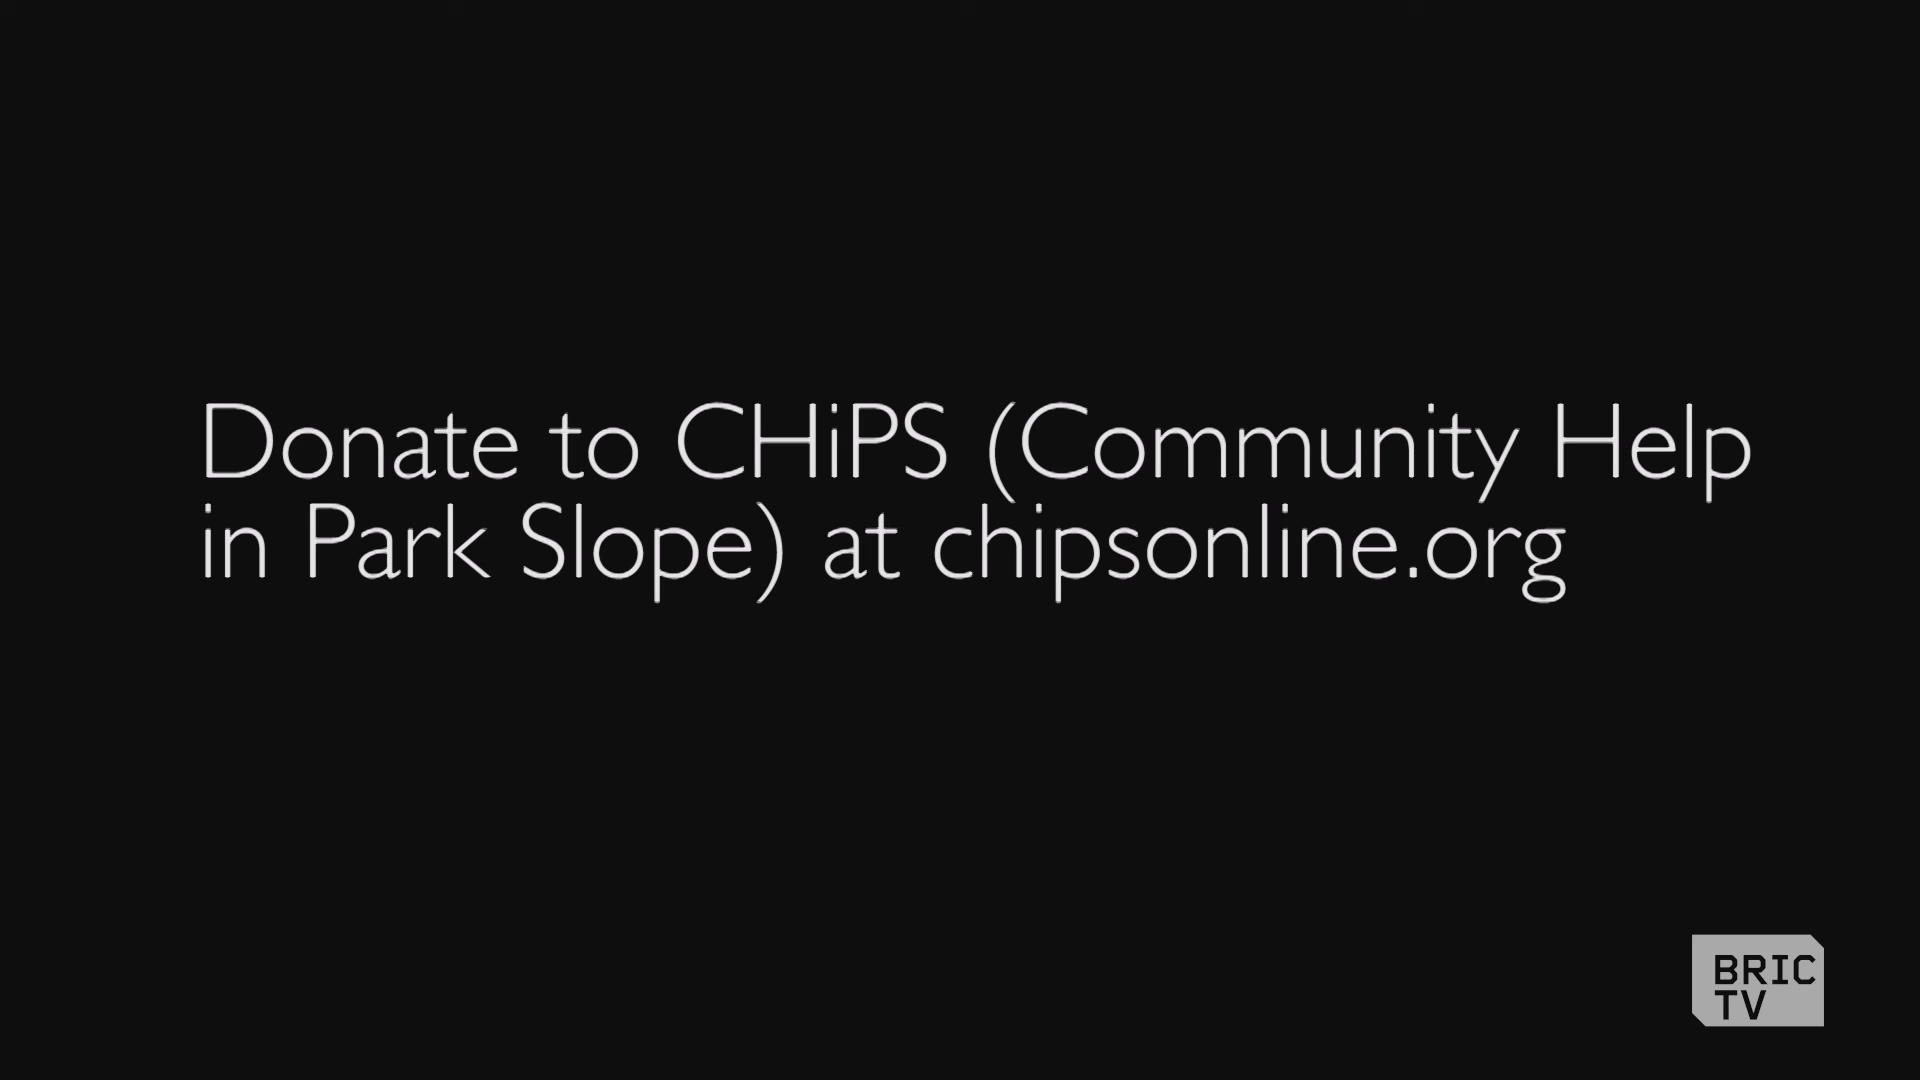 Donate to CHiPS (Community Help
in Park Slope) at chipsonline.org
BRIC
TV